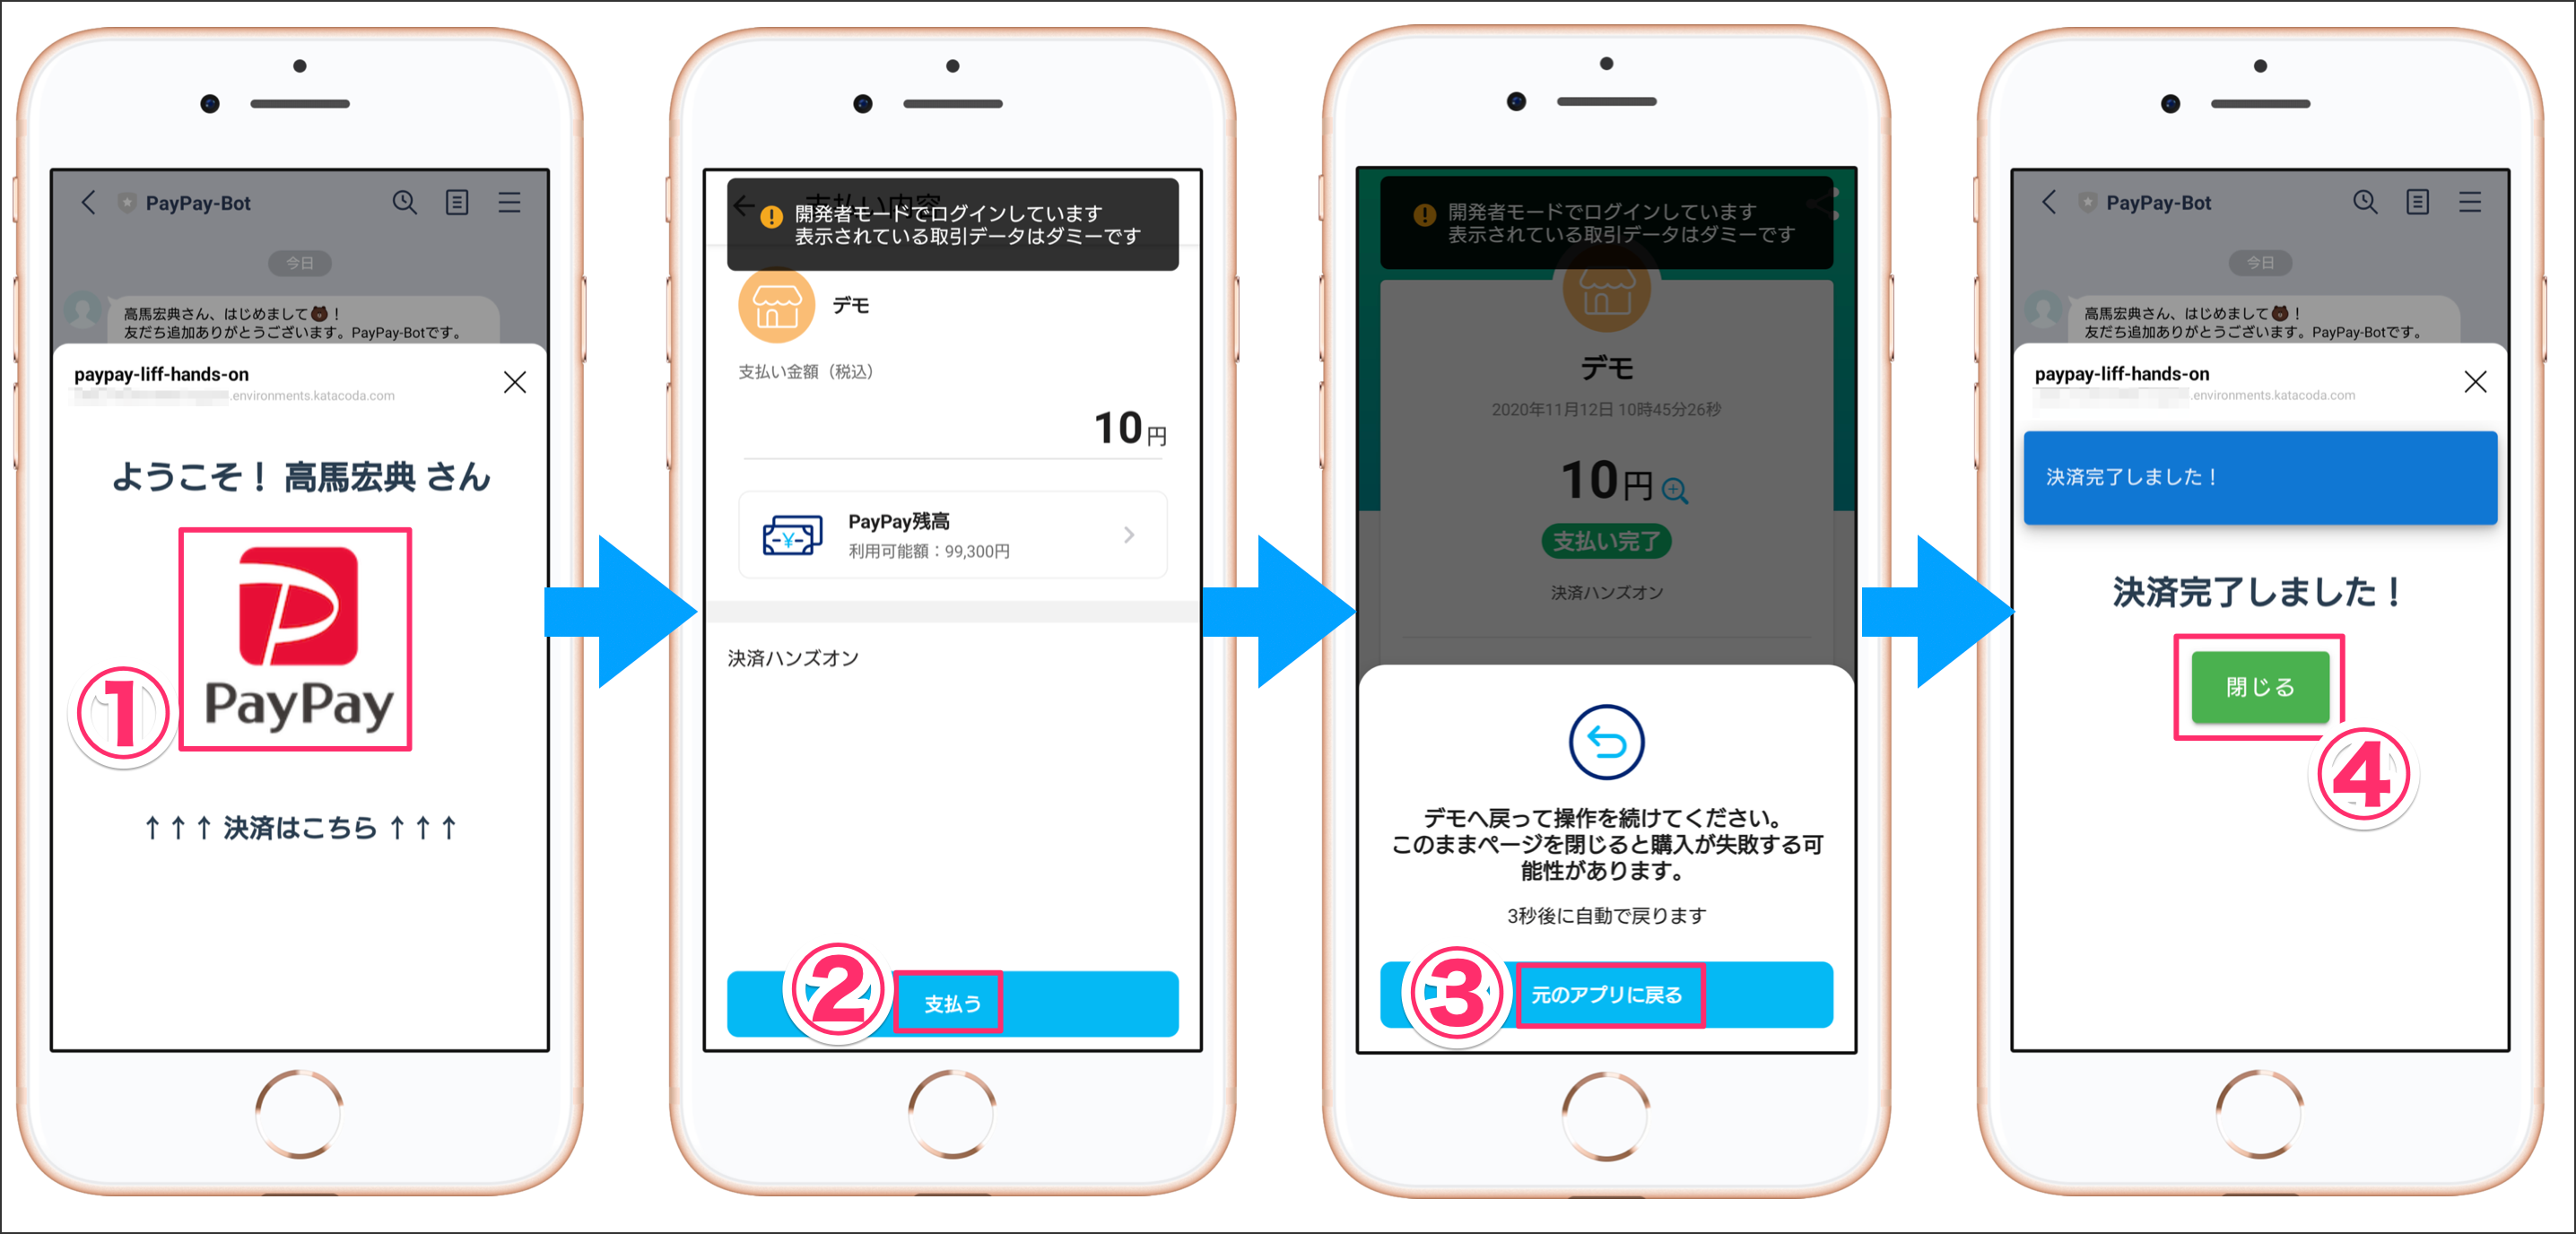 PayPay-Bot
今日
高馬宏典さん、はじめまして🐻！
友だち追加ありがとうございます。PayPay-Botです。
paypay-liff-hands-on
.environments.katacoda.com
ようこそ！ 高馬宏典 さん
PayPay
①
↑ ↑ ↑ 決済はこちら ↑ ↑ ↑
支払い内容
開発者モードでログインしています
表示されている取引データはダミーです
デモ
支払い金額（税込）
10円
PayPay残高
利用可能額：99,300円
決済ハンズオン
②
支払う
開発者モードでログインしています
表示されている取引データはダミーです
デモ
2020年11月12日 10時45分26秒
10円
支払い完了
決済ハンズオン
デモへ戻って操作を続けてください。
このままページを閉じると購入が失敗する可
能性があります。
3秒後に自動で戻ります
③
元のアプリに戻る
PayPay-Bot
今日
高馬宏典さん、はじめまして🐻！
友だち追加ありがとうございます。PayPay-Botです。
paypay-liff-hands-on
.environments.katacoda.com
決済完了しました！
決済完了しました！
閉じる
④